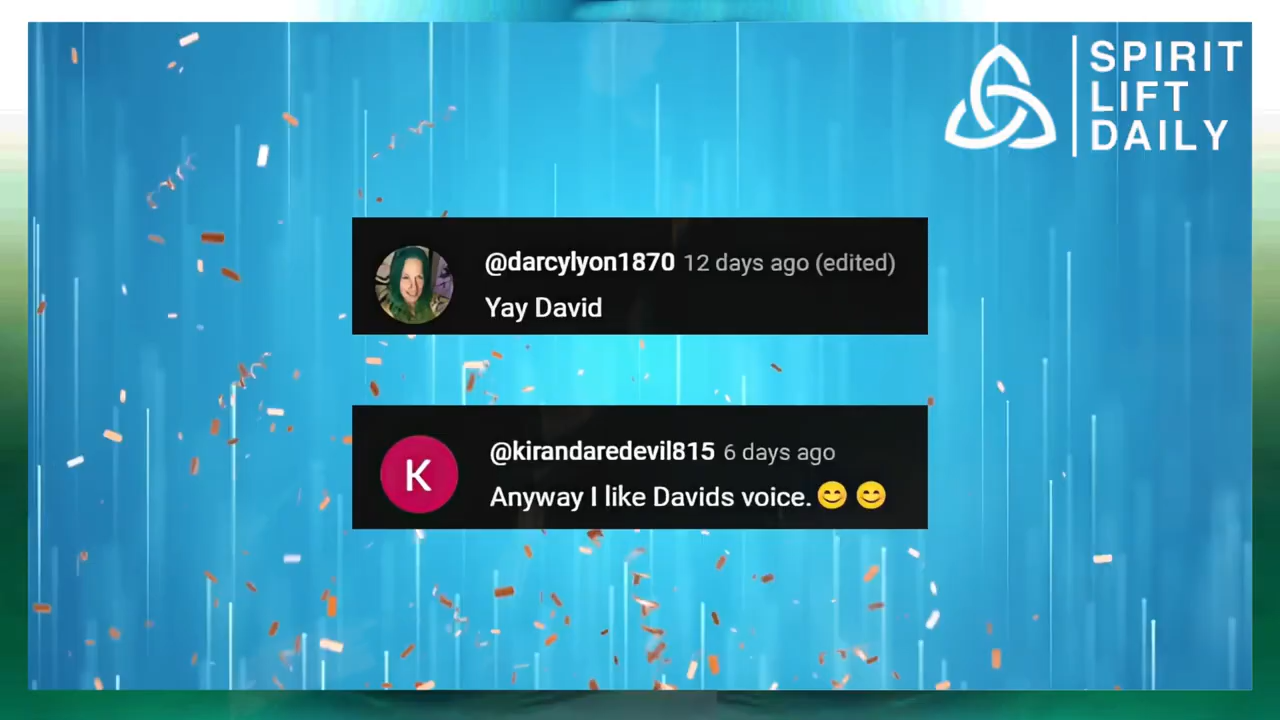 SPIRIT
LIFT
DAILY
@darcylyon1870 12 days ago (edited)
Yay David
K
@kirandaredevil815 6 days ago
Anyway I like Davids voice.😊😊